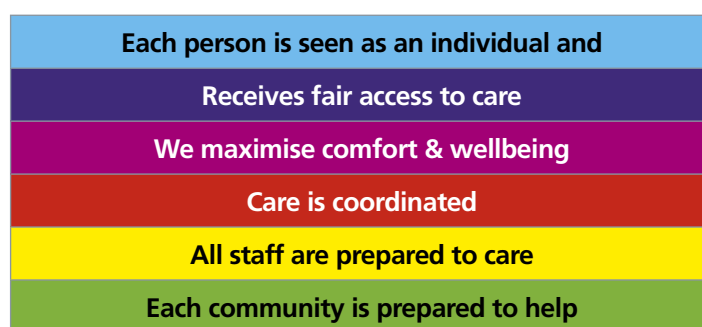 Each person is seen as an individual and
Receives fair access to care
We maximise comfort & wellbeing
Care is coordinated
All staff are prepared to care
Each community is prepared to help